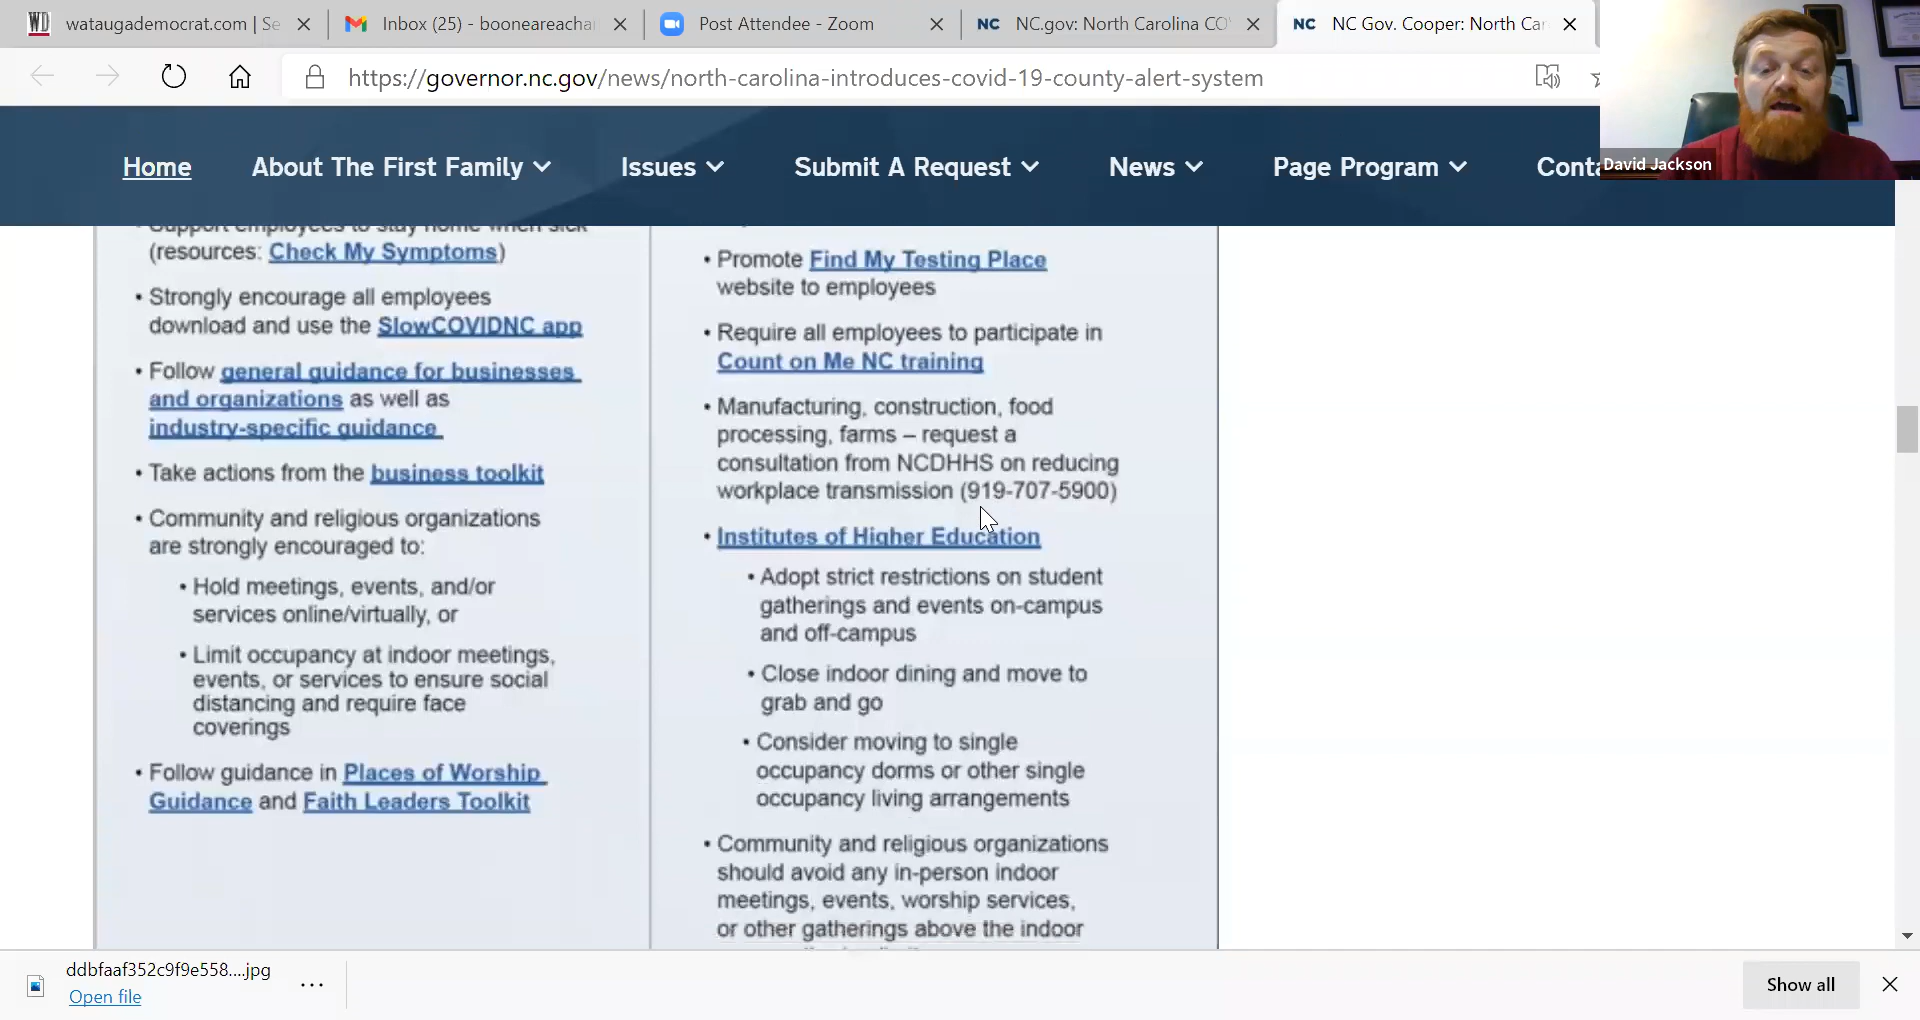 wataugademocrat.com | Se
Inbox (25) - booneareacha
Post Attendee - Zoom
NC.gov: North Carolina CO
NC Gov. Cooper: North Car
https://governor.nc.gov/news/north-carolina-introduces-covid-19-county-alert-system
Home
About The First Family
Issues
Submit A Request
News
Page Program
Conta
David Jackson
Support employees to stay home when sick
(resources: Check My Symptoms)
• Strongly encourage all employees
download and use the SlowCOVIDNC app
• Follow general guidance for businesses
and organizations as well as
industry-specific guidance
• Take actions from the business toolkit
• Community and religious organizations
are strongly encouraged to:
• Hold meetings, events, and/or
services online/virtually, or
• Limit occupancy at indoor meetings,
events, or services to ensure social
distancing and require face
coverings
• Follow guidance in Places of Worship
Guidance and Faith Leaders Toolkit
• Promote Find My Testing Place
website to employees
• Require all employees to participate in
Count on Me NC training
• Manufacturing, construction, food
processing, farms – request a
consultation from NCDHHS on reducing
workplace transmission (919-707-5900)
• Institutes of Higher Education
• Adopt strict restrictions on student
gatherings and events on-campus
and off-campus
• Close indoor dining and move to
grab and go
• Consider moving to single
occupancy dorms or other single
occupancy living arrangements
• Community and religious organizations
should avoid any in-person indoor
meetings, events, worship services,
or other gatherings above the indoor
ddbfaaf352c9f9e558....jpg
Open file
Show all